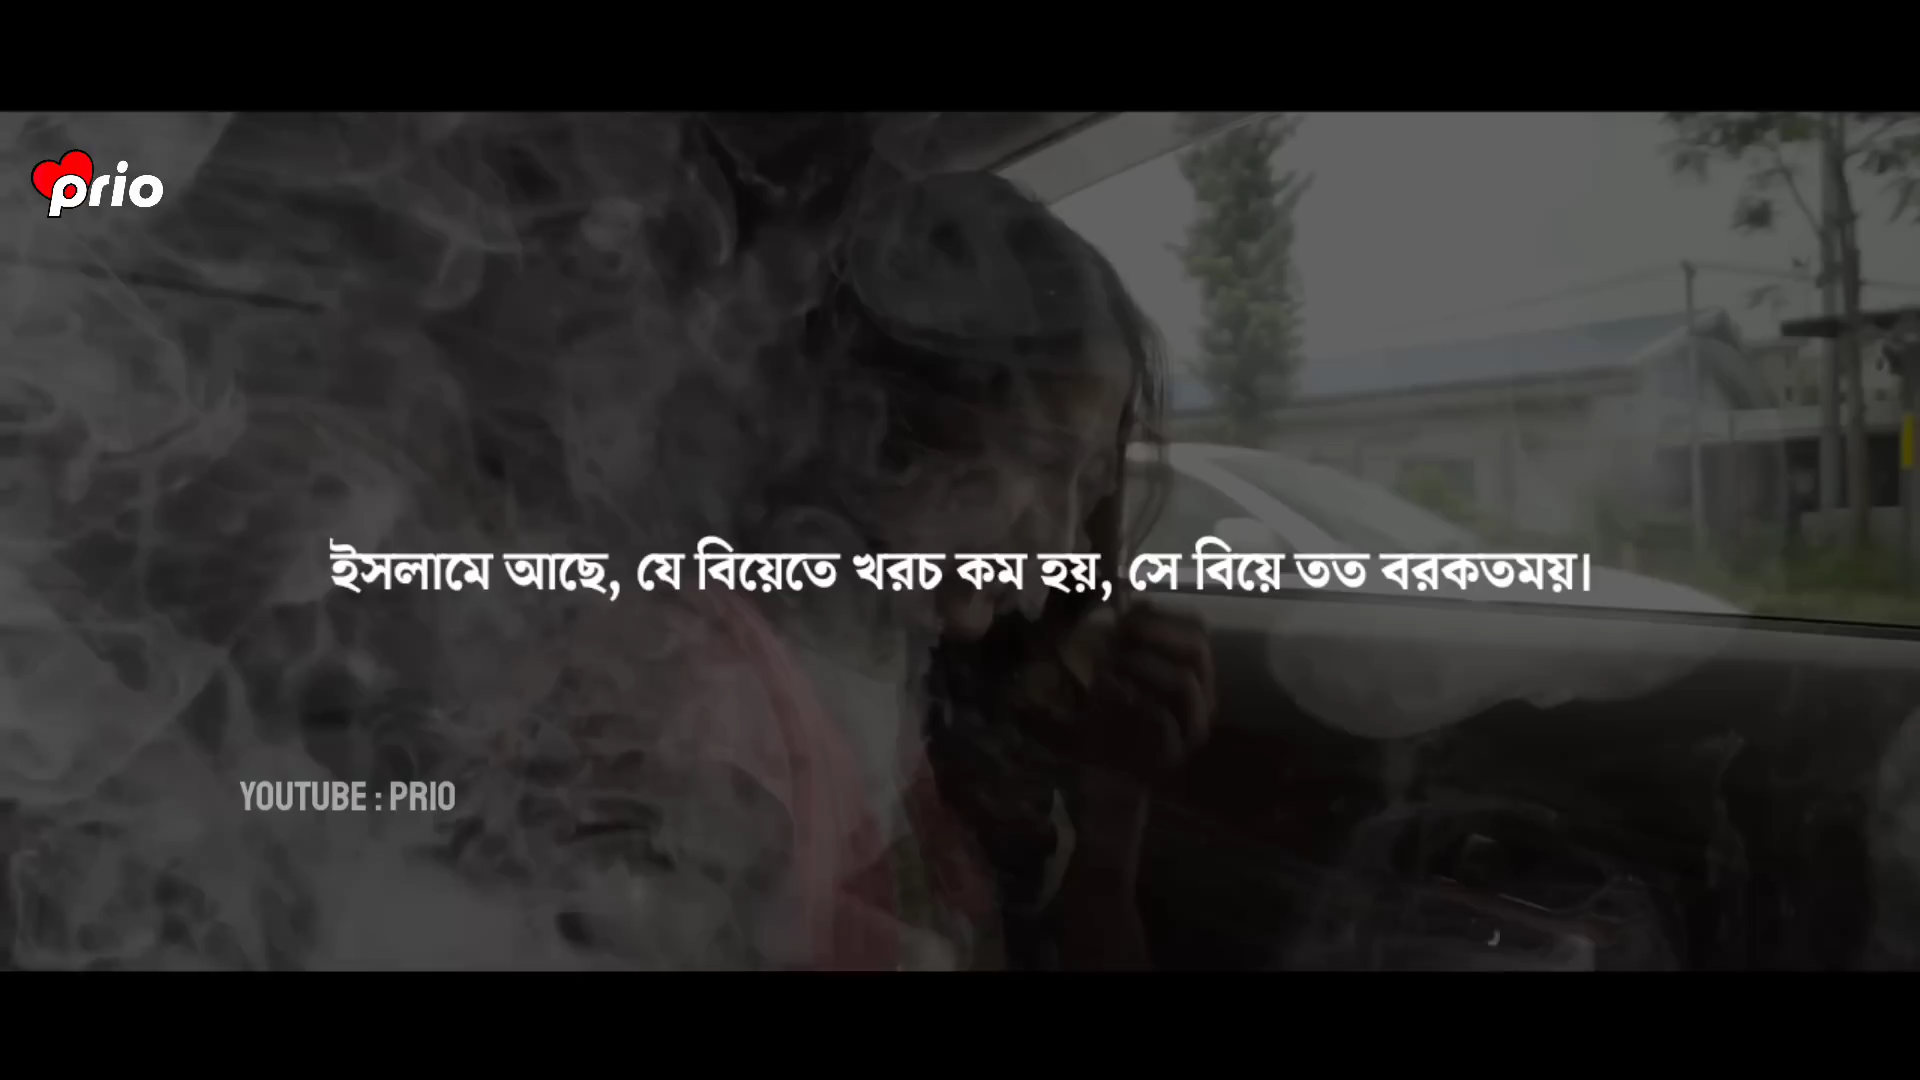 prio
ইসলামে আছে, যে বিয়েতে খরচ কম হয়, সে বিয়ে তত বরকতময়।
YOUTUBE : PRIO